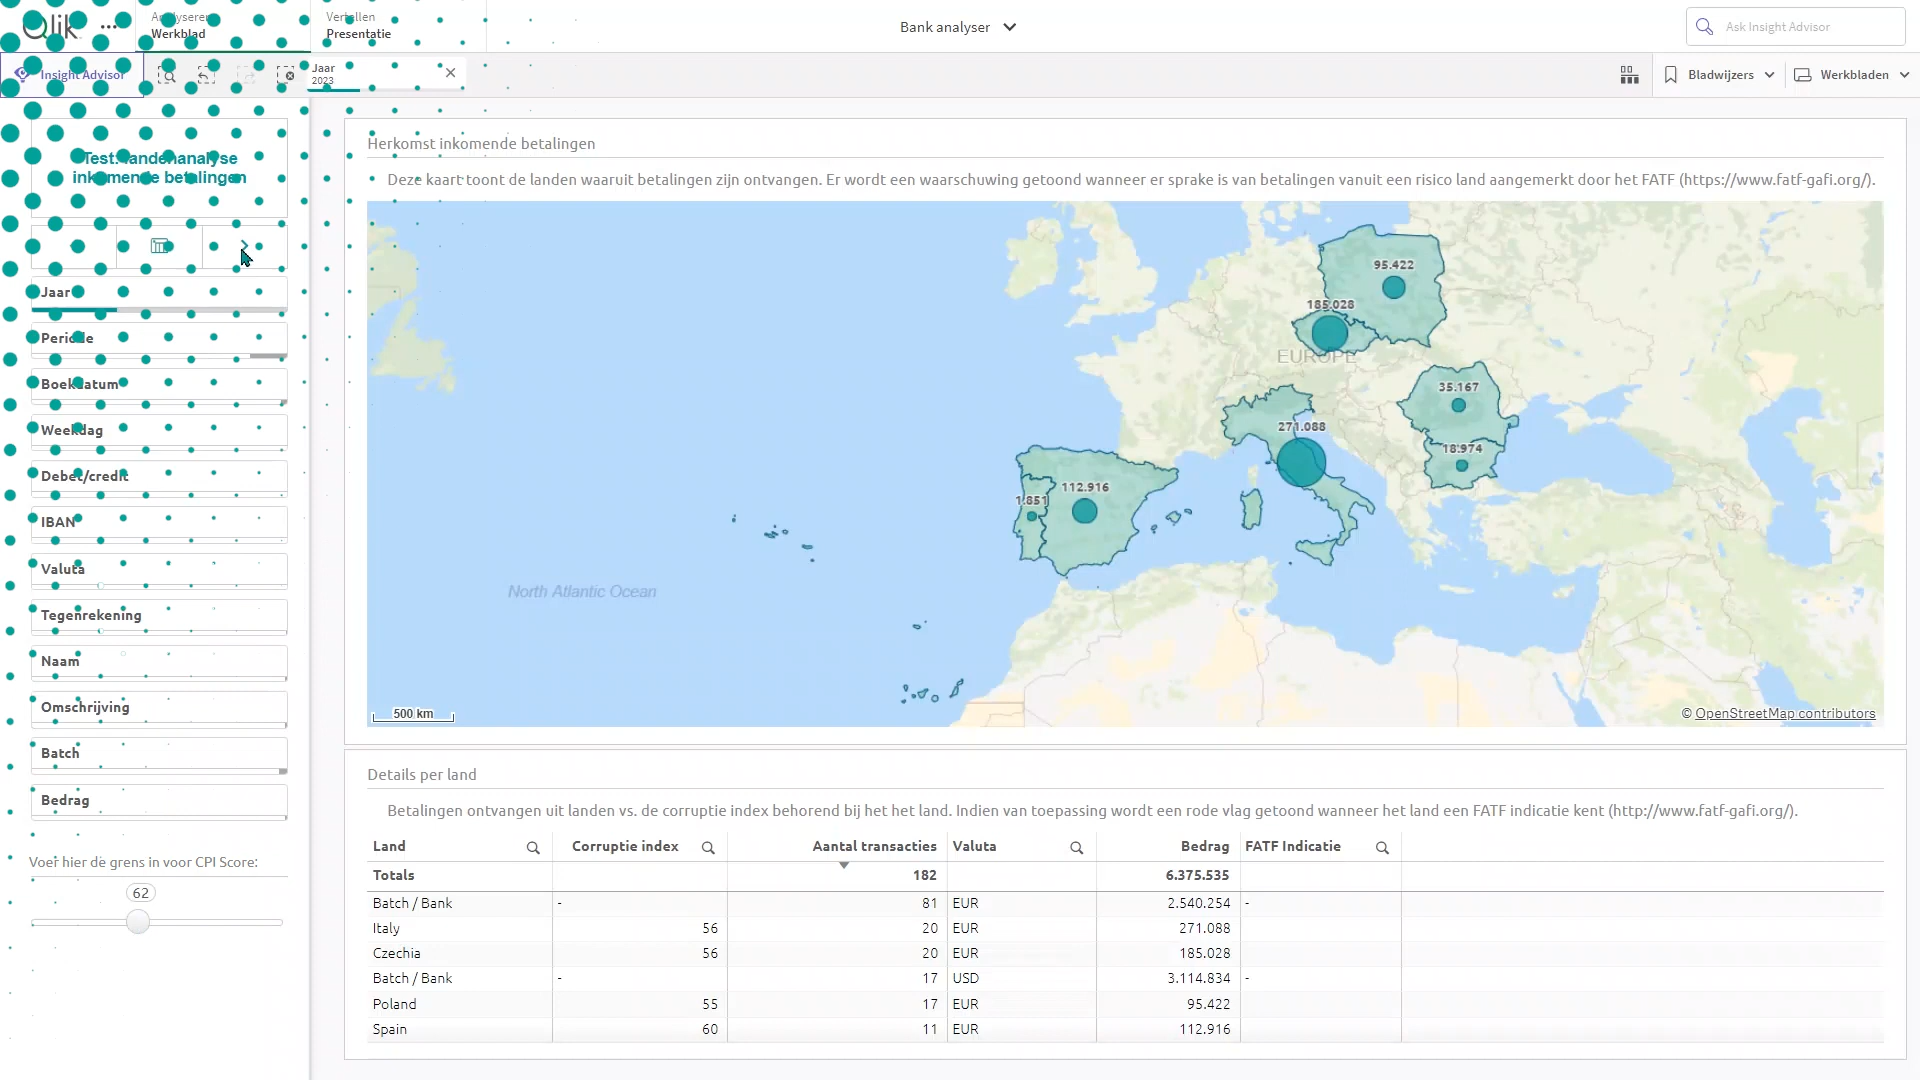 Qlik
Analyseren
Werkblad
Vertellen
Presentatie
Bank analyser
Ask Insight Advisor
Insight Advisor
Jaar
2023
Bladwijzers
Werkbladen
Test: landenanalyse
inkomende betalingen
Jaar
Periode
Boekdatum
Weekdag
Debet/credit
IBAN
Valuta
Tegenrekening
Naam
Omschrijving
Batch
Bedrag
Voer hier de grens in voor CPI Score:
62
Herkomst inkomende betalingen
Deze kaart toont de landen waaruit betalingen zijn ontvangen. Er wordt een waarschuwing getoond wanneer er sprake is van betalingen vanuit een risico land aangemerkt door het FATF (https://www.fatf-gafi.org/).
95.422
185.028
EUROPE
35.167
271.088
18.974
112.916
1.851
North Atlantic Ocean
500 km
© OpenStreetMap contributors
Details per land
Betalingen ontvangen uit landen vs. de corruptie index behorend bij het het land. Indien van toepassing wordt een rode vlag getoond wanneer het land een FATF indicatie kent (http://www.fatf-gafi.org/).
Land Corruptie index Aantal transacties Valuta Bedrag FATF Indicatie
Totals 182 6.375.535
Batch / Bank - 81 EUR 2.540.254 -
Italy 56 20 EUR 271.088
Czechia 56 20 EUR 185.028
Batch / Bank - 17 USD 3.114.834 -
Poland 55 17 EUR 95.422
Spain 60 11 EUR 112.916